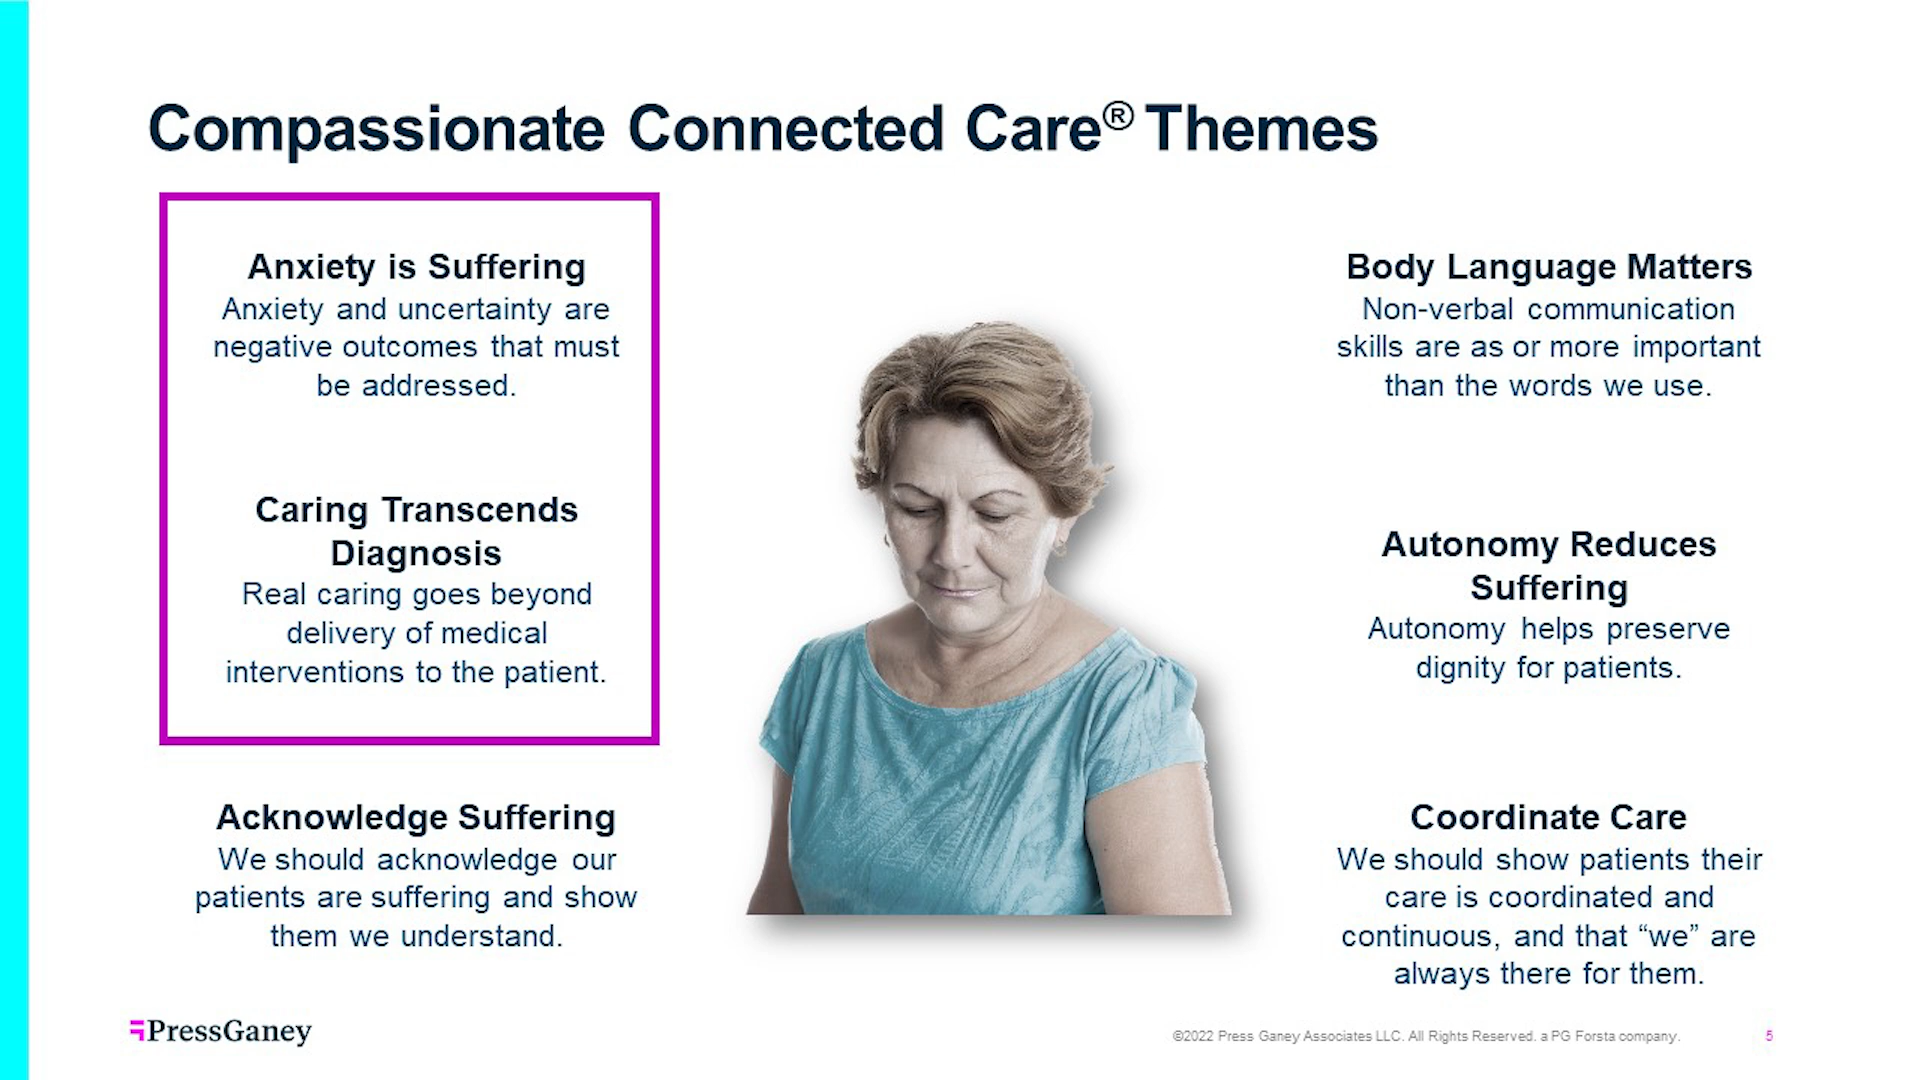 Compassionate Connected Care® Themes
Anxiety is Suffering
Anxiety and uncertainty are
negative outcomes that must
be addressed.
Caring Transcends
Diagnosis
Real caring goes beyond
delivery of medical
interventions to the patient.
Acknowledge Suffering
We should acknowledge our
patients are suffering and show
them we understand.
Body Language Matters
Non-verbal communication
skills are as or more important
than the words we use.
Autonomy Reduces
Suffering
Autonomy helps preserve
dignity for patients.
Coordinate Care
We should show patients their
care is coordinated and
continuous, and that “we” are
always there for them.
PressGaney
©2022 Press Ganey Associates LLC. All Rights Reserved. a PG Forsta company.
5